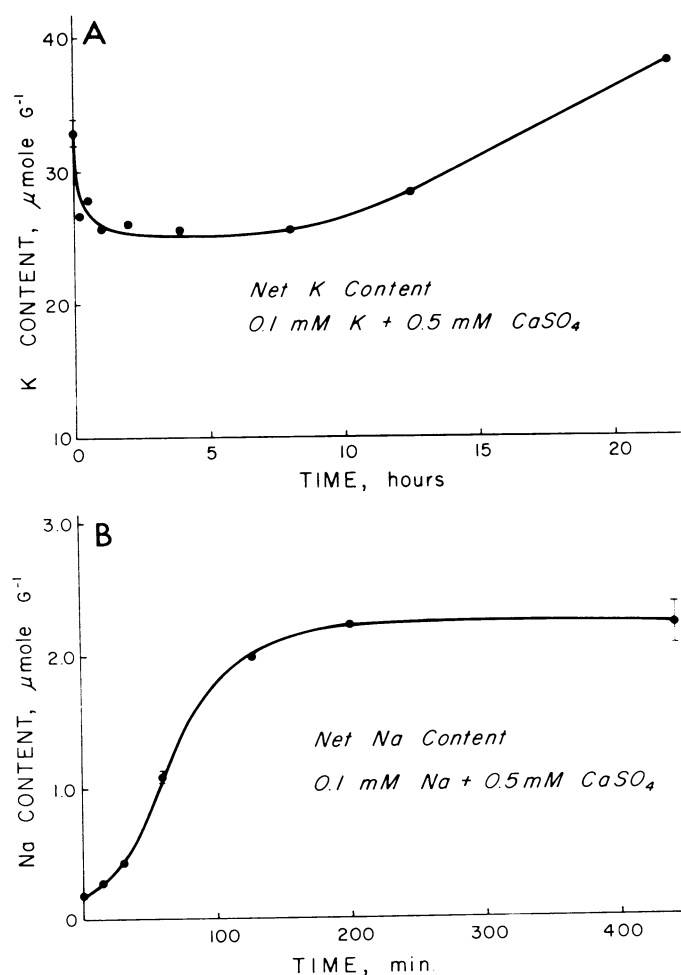 A
40
30
20
10
K CONTENT, μmole G⁻¹
Net K Content
0.1 mM K + 0.5 mM CaSO₄
0 5 10 15 20
TIME, hours
B
3.0
2.0
1.0
0
Na CONTENT, μmole G⁻¹
Net Na Content
0.1 mM Na + 0.5mM CaSO₄
100 200 300 400
TIME, min.